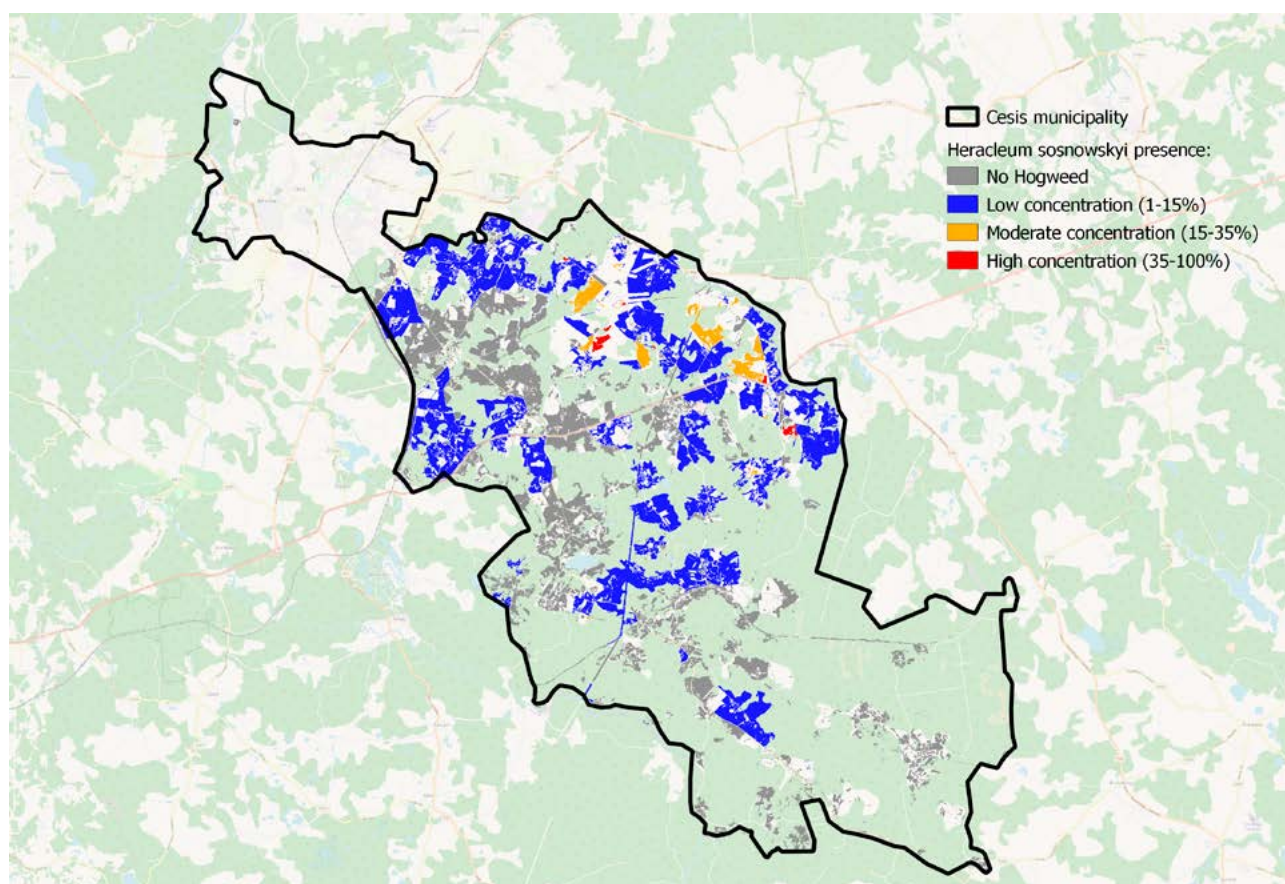 Cesis municipality
Heracleum sosnowskyi presence:
No Hogweed
Low concentration (1-15%)
Moderate concentration (15-35%)
High concentration (35-100%)